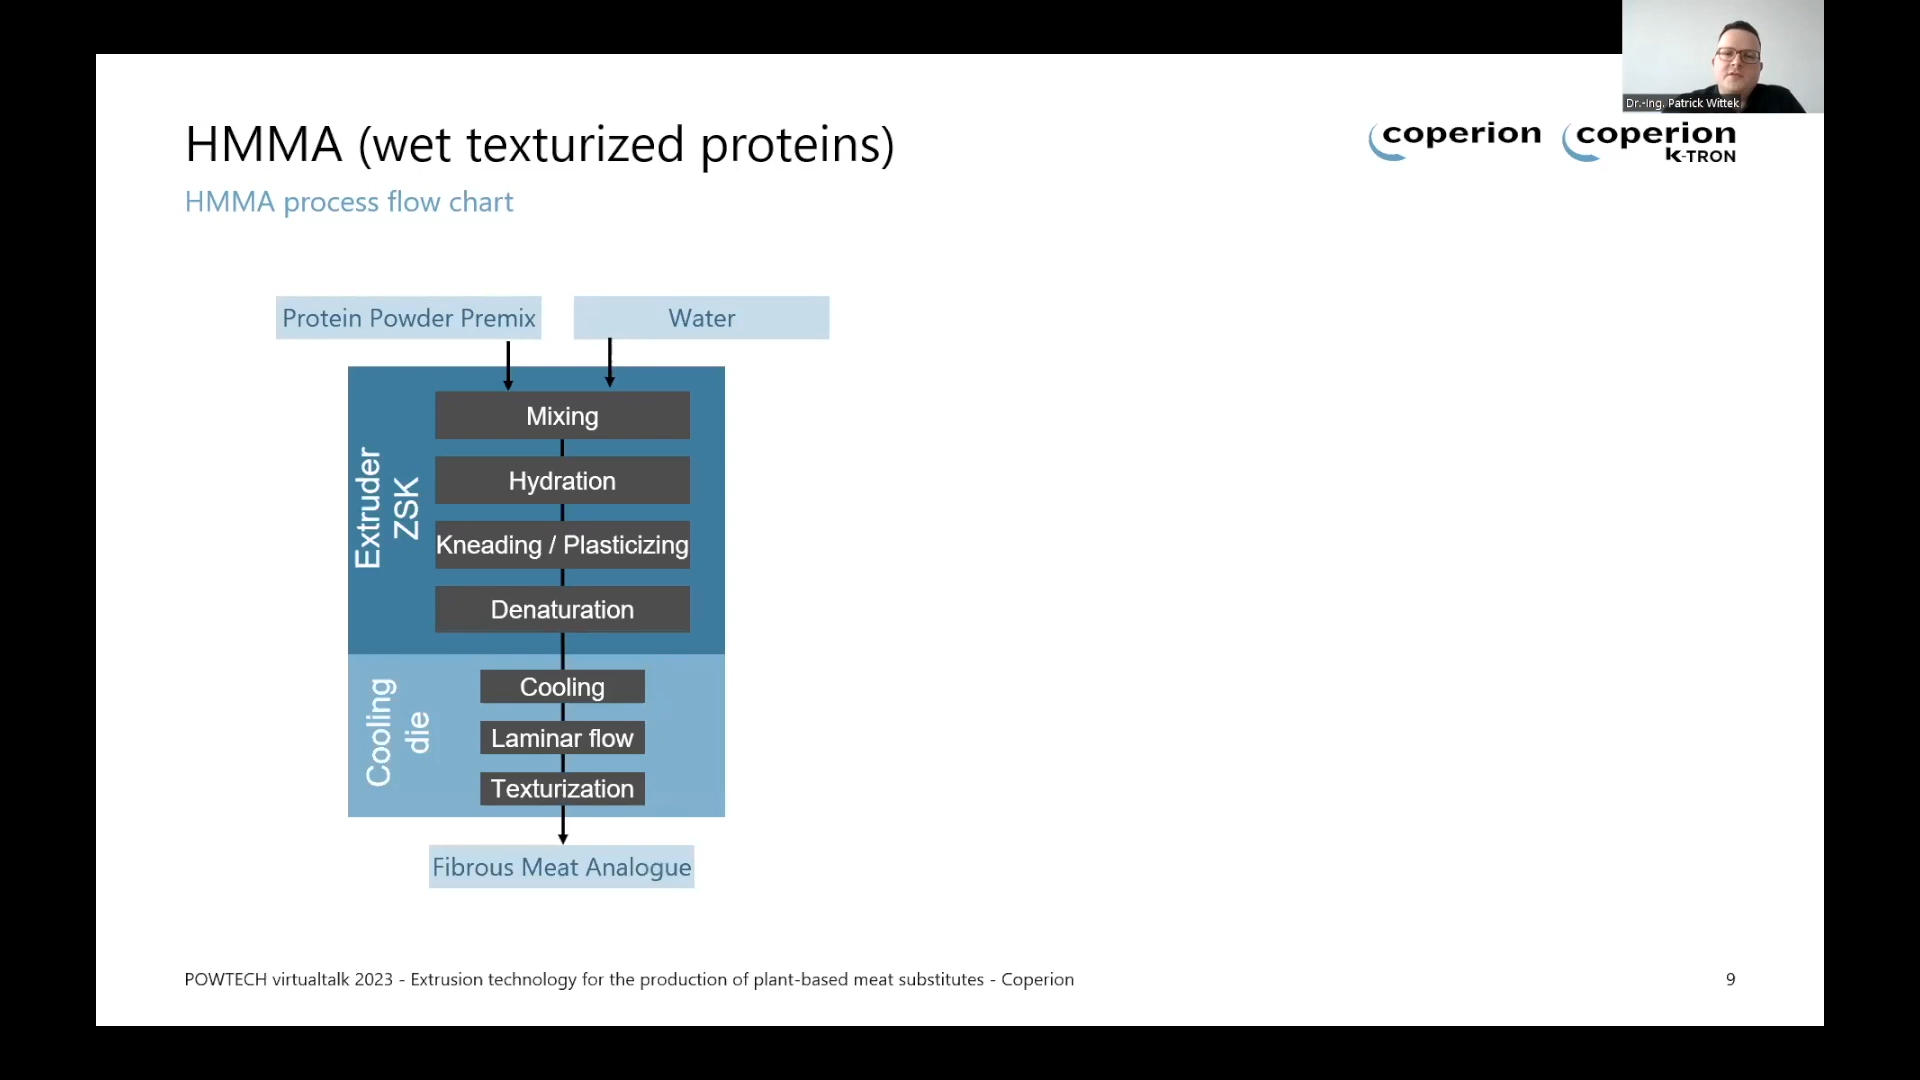 Dr.-Ing. Patrick Wittek
HMMA (wet texturized proteins)
coperion
coperion
K-TRON
HMMA process flow chart
Protein Powder Premix
Water
Extruder
ZSK
Mixing
Hydration
Kneading / Plasticizing
Denaturation
Cooling
die
Cooling
Laminar flow
Texturization
Fibrous Meat Analogue
POWTECH virtualtalk 2023 - Extrusion technology for the production of plant-based meat substitutes - Coperion
9